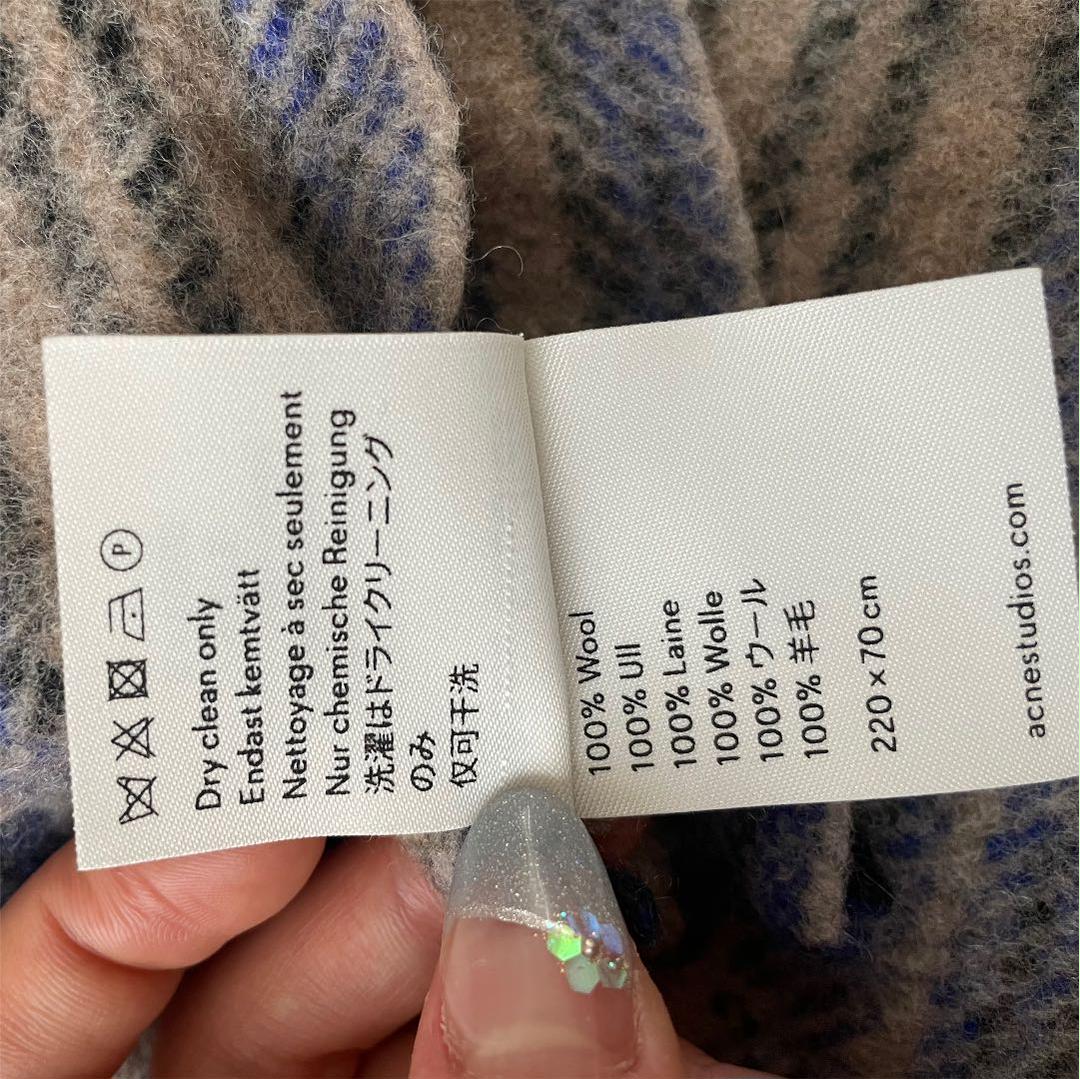 Dry clean only
Endast kemtvätt
Nettoyage à sec seulement
Nur chemische Reinigung
洗濯はドライクリーニング
のみ
仅可干洗
100% Wool
100% Ull
100% Laine
100% Wolle
100% ウール
100% 羊毛
220 x 70 cm
acnestudios.com
P